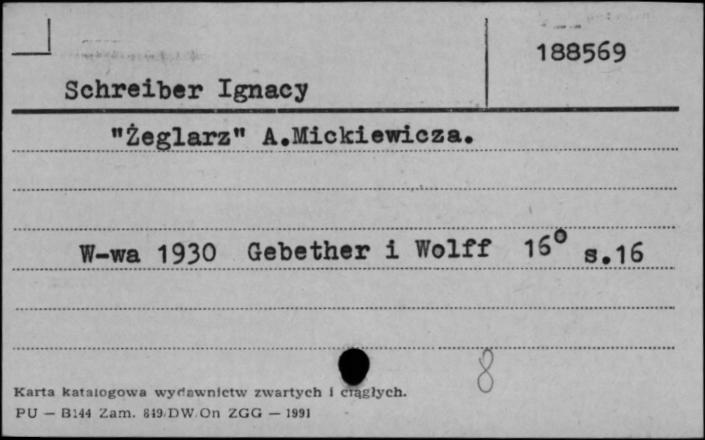 188569
Schreiber Ignacy
"Żeglarz" A.Mickiewicza.
W-wa 1930 Gebether i Wolff 16° s.16
8
Karta katalogowa wydawnictw zwartych i ciągłych.
PU — B144 Zam. 849/DW/On ZGG — 1991